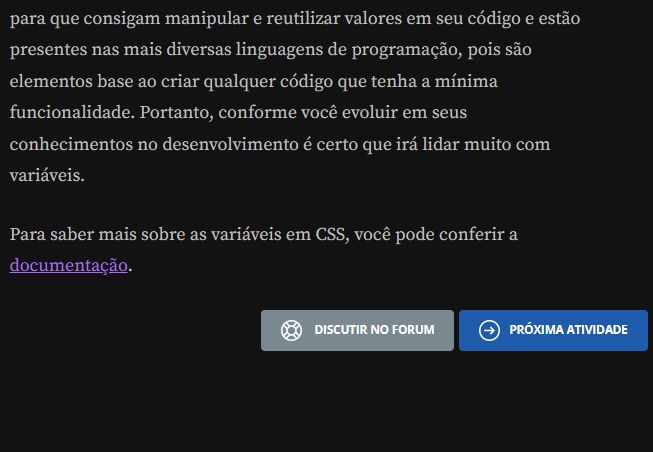 para que consigam manipular e reutilizar valores em seu código e estão
presentes nas mais diversas linguagens de programação, pois são
elementos base ao criar qualquer código que tenha a mínima
funcionalidade. Portanto, conforme você evoluir em seus
conhecimentos no desenvolvimento é certo que irá lidar muito com
variáveis.
Para saber mais sobre as variáveis em CSS, você pode conferir a
documentação.
DISCUTIR NO FORUM
PRÓXIMA ATIVIDADE